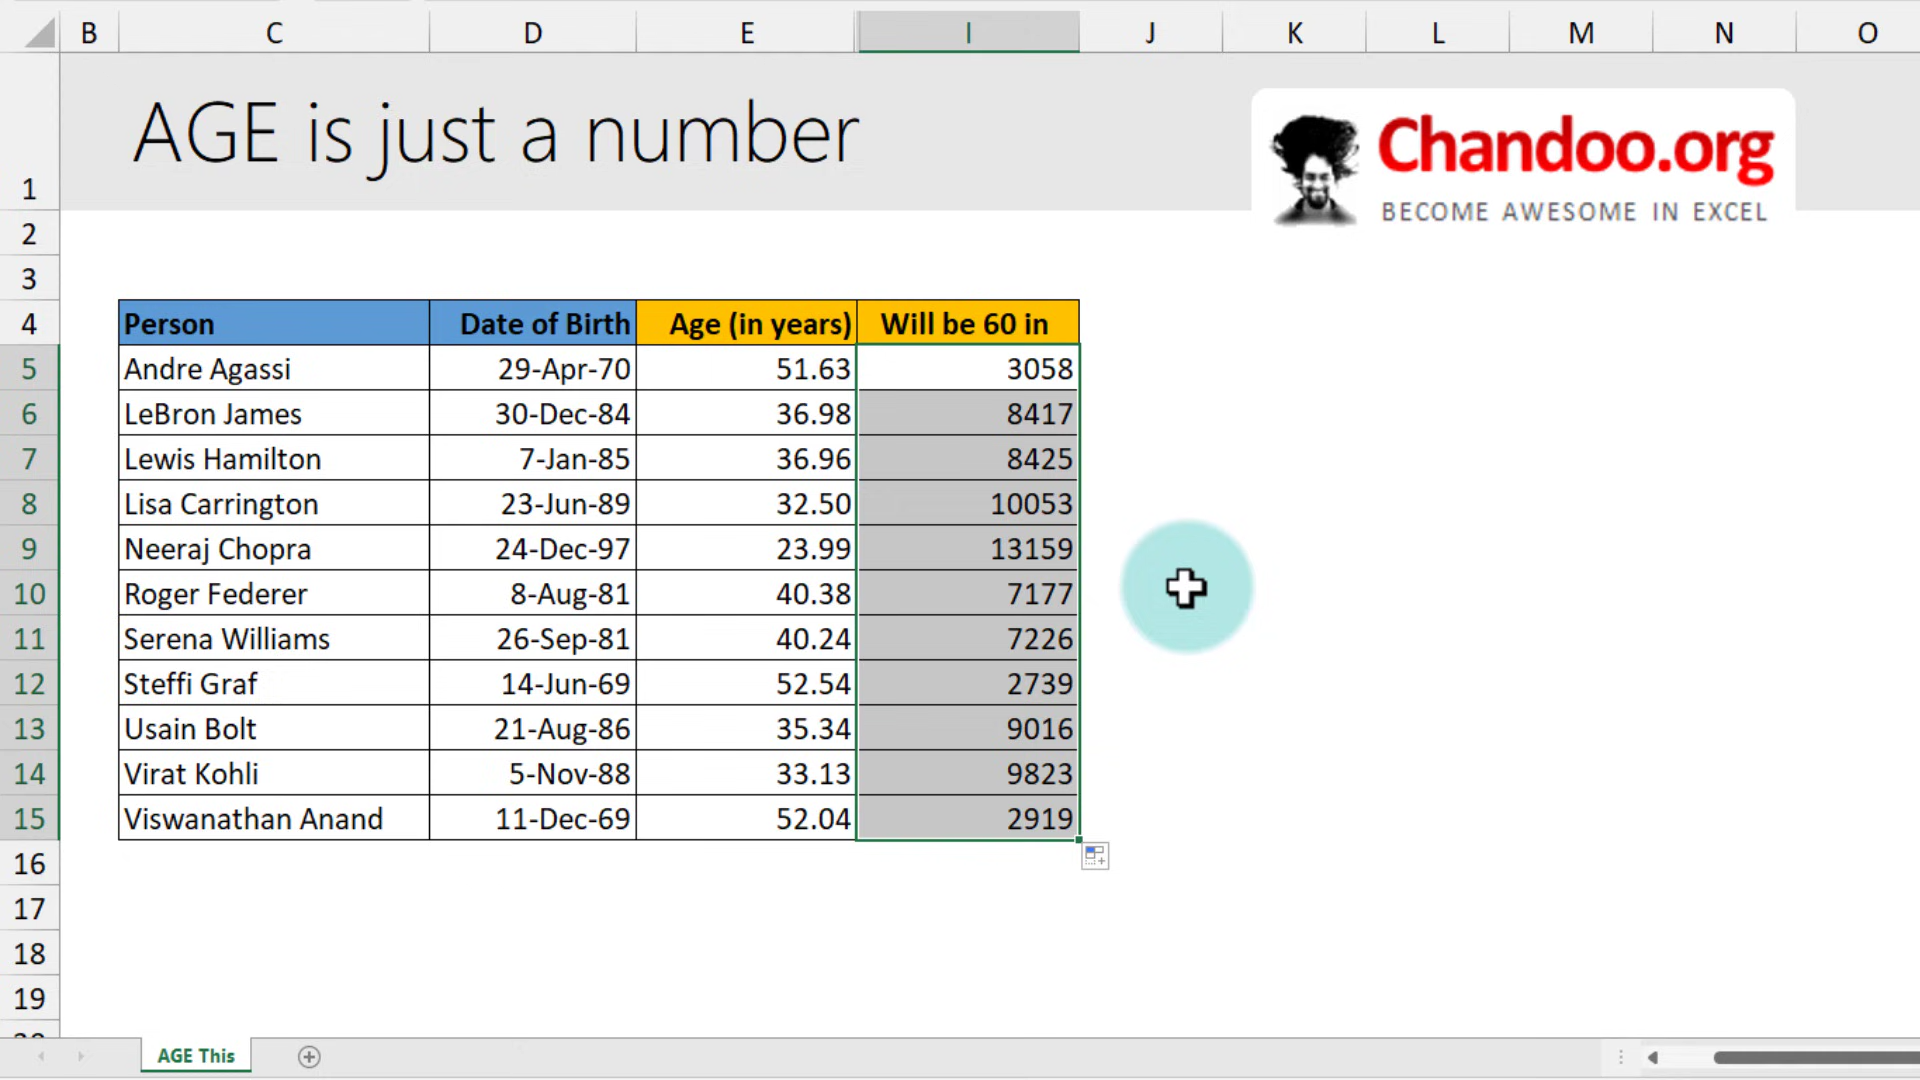 B C D E I J K L M N O
1 AGE is just a number
Chandoo.org
BECOME AWESOME IN EXCEL
2
3
4 Person Date of Birth Age (in years) Will be 60 in
5 Andre Agassi 29-Apr-70 51.63 3058
6 LeBron James 30-Dec-84 36.98 8417
7 Lewis Hamilton 7-Jan-85 36.96 8425
8 Lisa Carrington 23-Jun-89 32.50 10053
9 Neeraj Chopra 24-Dec-97 23.99 13159
10 Roger Federer 8-Aug-81 40.38 7177
11 Serena Williams 26-Sep-81 40.24 7226
12 Steffi Graf 14-Jun-69 52.54 2739
13 Usain Bolt 21-Aug-86 35.34 9016
14 Virat Kohli 5-Nov-88 33.13 9823
15 Viswanathan Anand 11-Dec-69 52.04 2919
16
17
18
19
AGE This